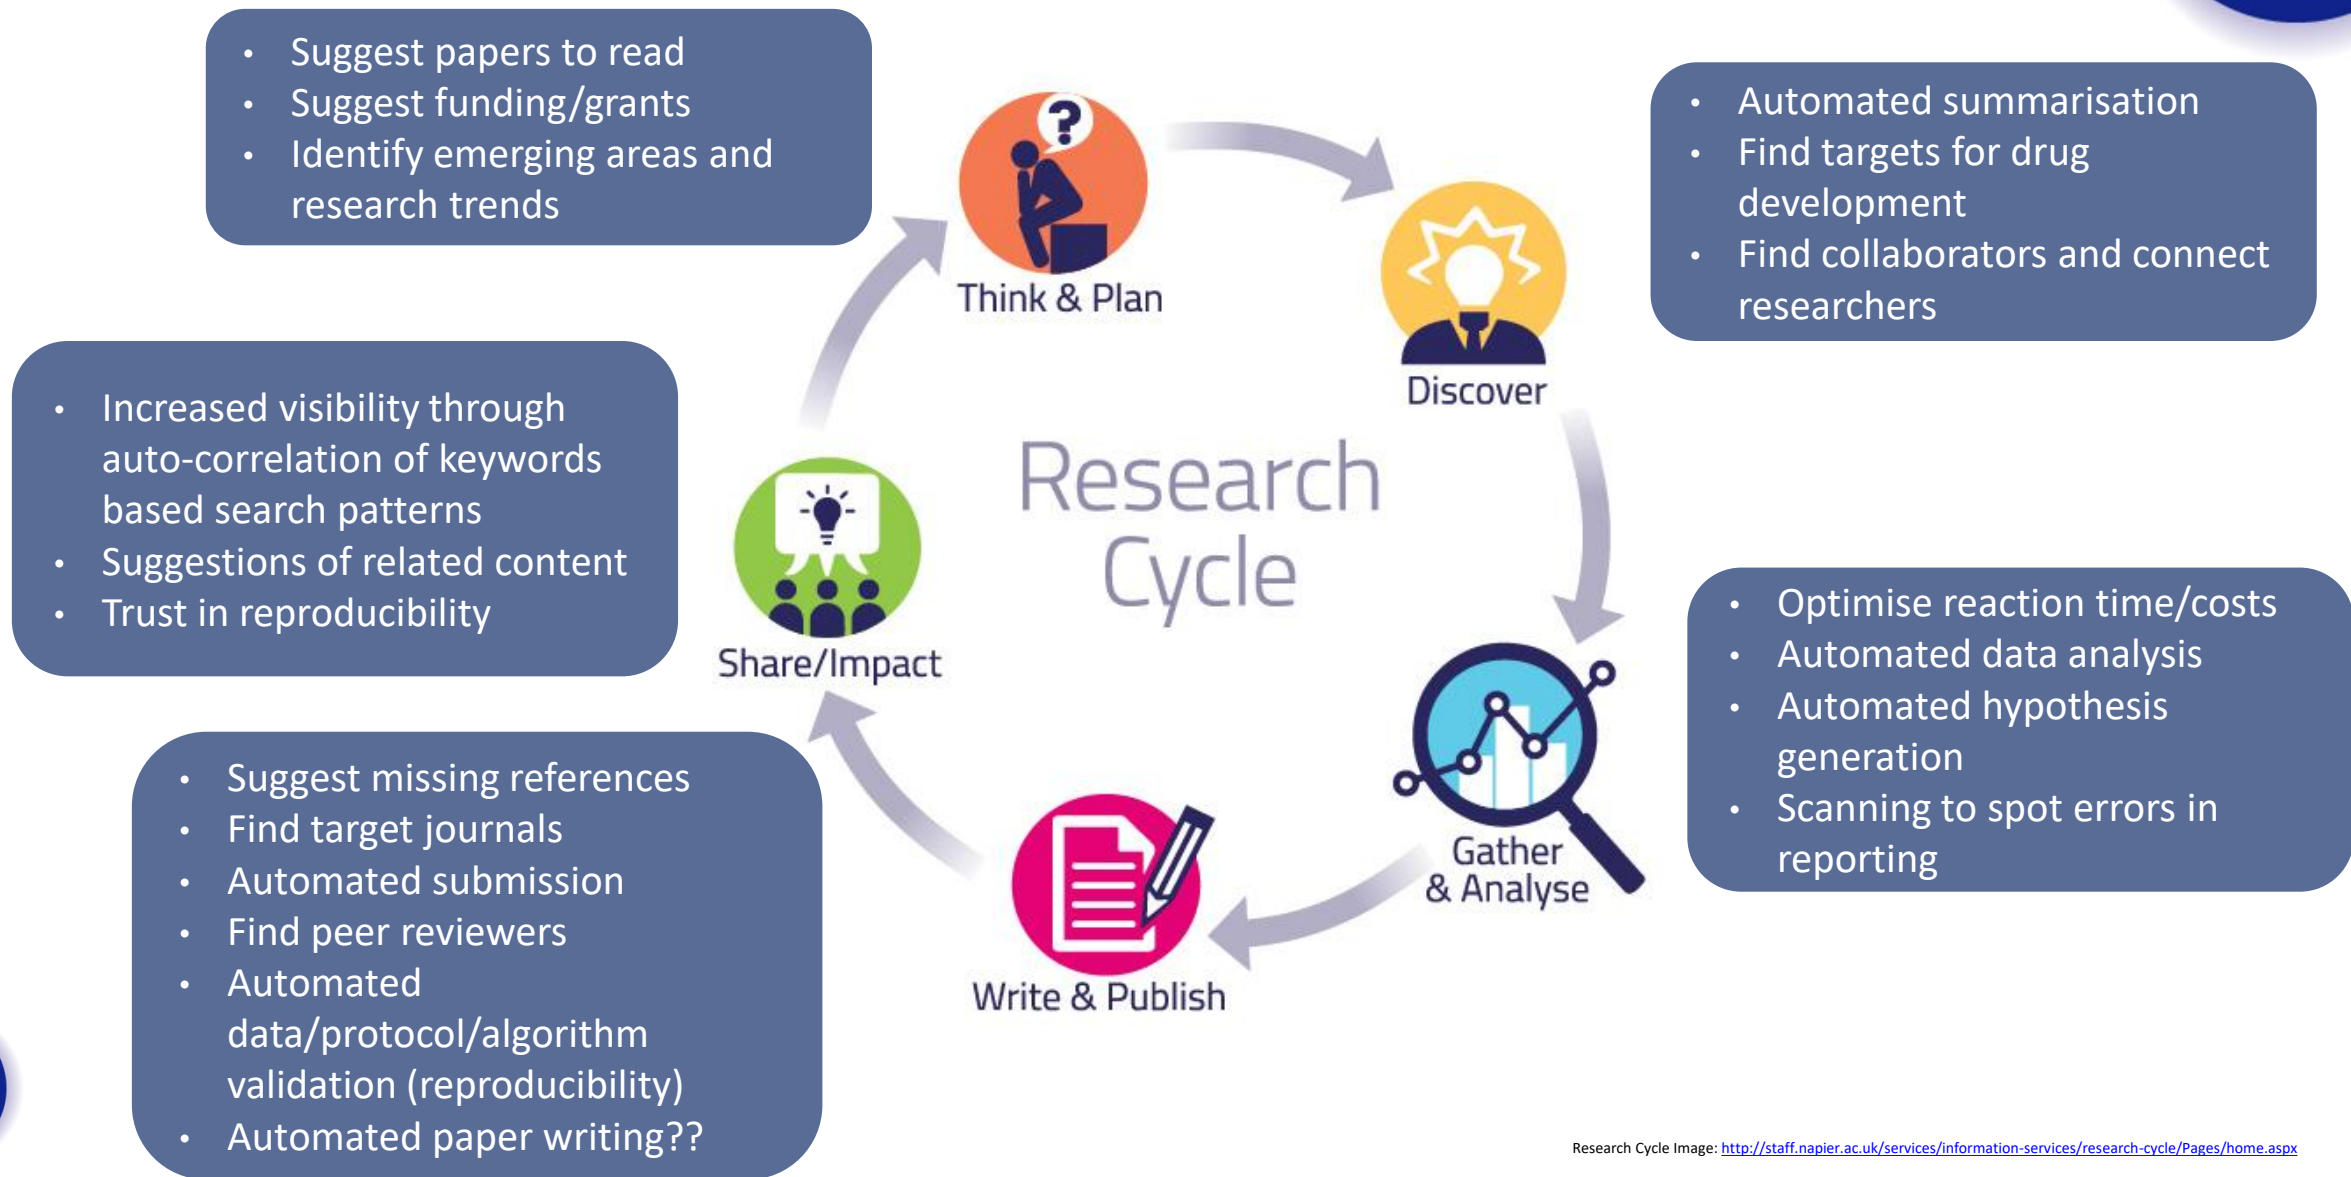 • Suggest papers to read
• Suggest funding/grants
• Identify emerging areas and
research trends
Think & Plan
• Automated summarisation
• Find targets for drug
development
• Find collaborators and connect
researchers
Discover
• Increased visibility through
auto-correlation of keywords
based search patterns
• Suggestions of related content
• Trust in reproducibility
Share/Impact
Research
Cycle
• Optimise reaction time/costs
• Automated data analysis
• Automated hypothesis
generation
• Scanning to spot errors in
reporting
Gather
& Analyse
• Suggest missing references
• Find target journals
• Automated submission
• Find peer reviewers
• Automated
data/protocol/algorithm
validation (reproducibility)
• Automated paper writing??
Write & Publish
?
Research Cycle Image: http://staff.napier.ac.uk/services/information-services/research-cycle/Pages/home.aspx